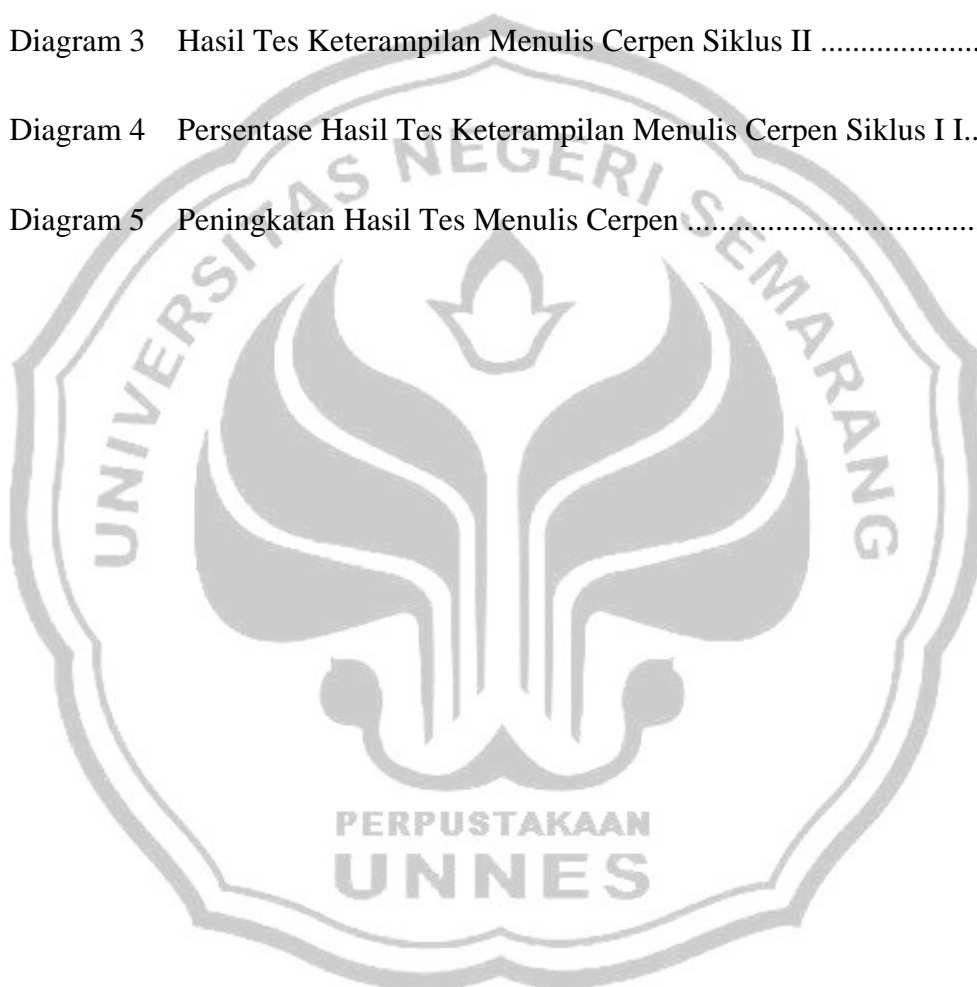 Diagram 3 Hasil Tes Keterampilan Menulis Cerpen Siklus II ....................
Diagram 4 Persentase Hasil Tes Keterampilan Menulis Cerpen Siklus I I..
Diagram 5 Peningkatan Hasil Tes Menulis Cerpen ....................................
UNIVERSITAS NEGERI SEMARANG
PERPUSTAKAAN
UNNES